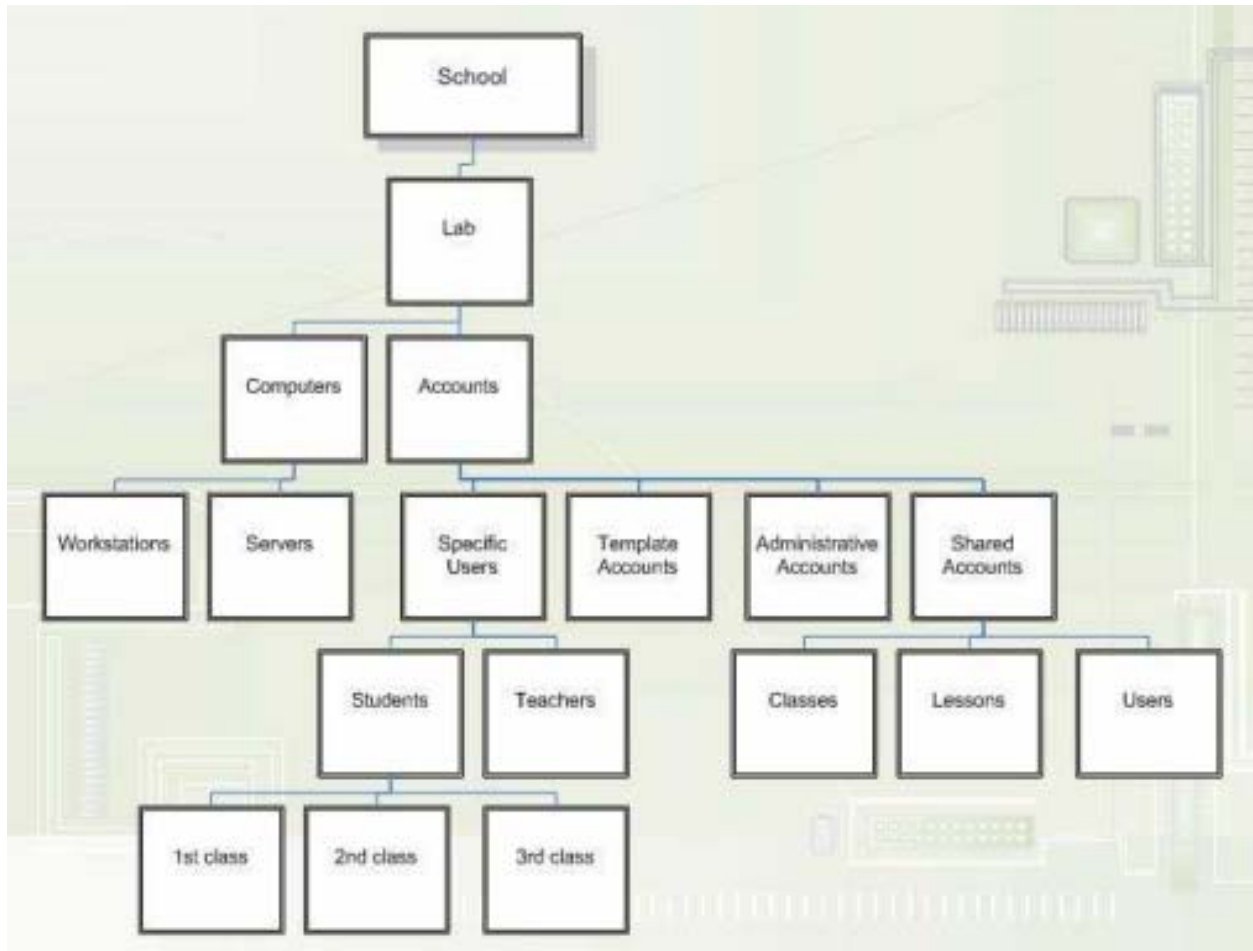 School
Lab
Computers
Accounts
Workstations
Servers
Specific
Users
Template
Accounts
Administrative
Accounts
Shared
Accounts
Students
Teachers
Classes
Lessons
Users
1st class
2nd class
3rd class